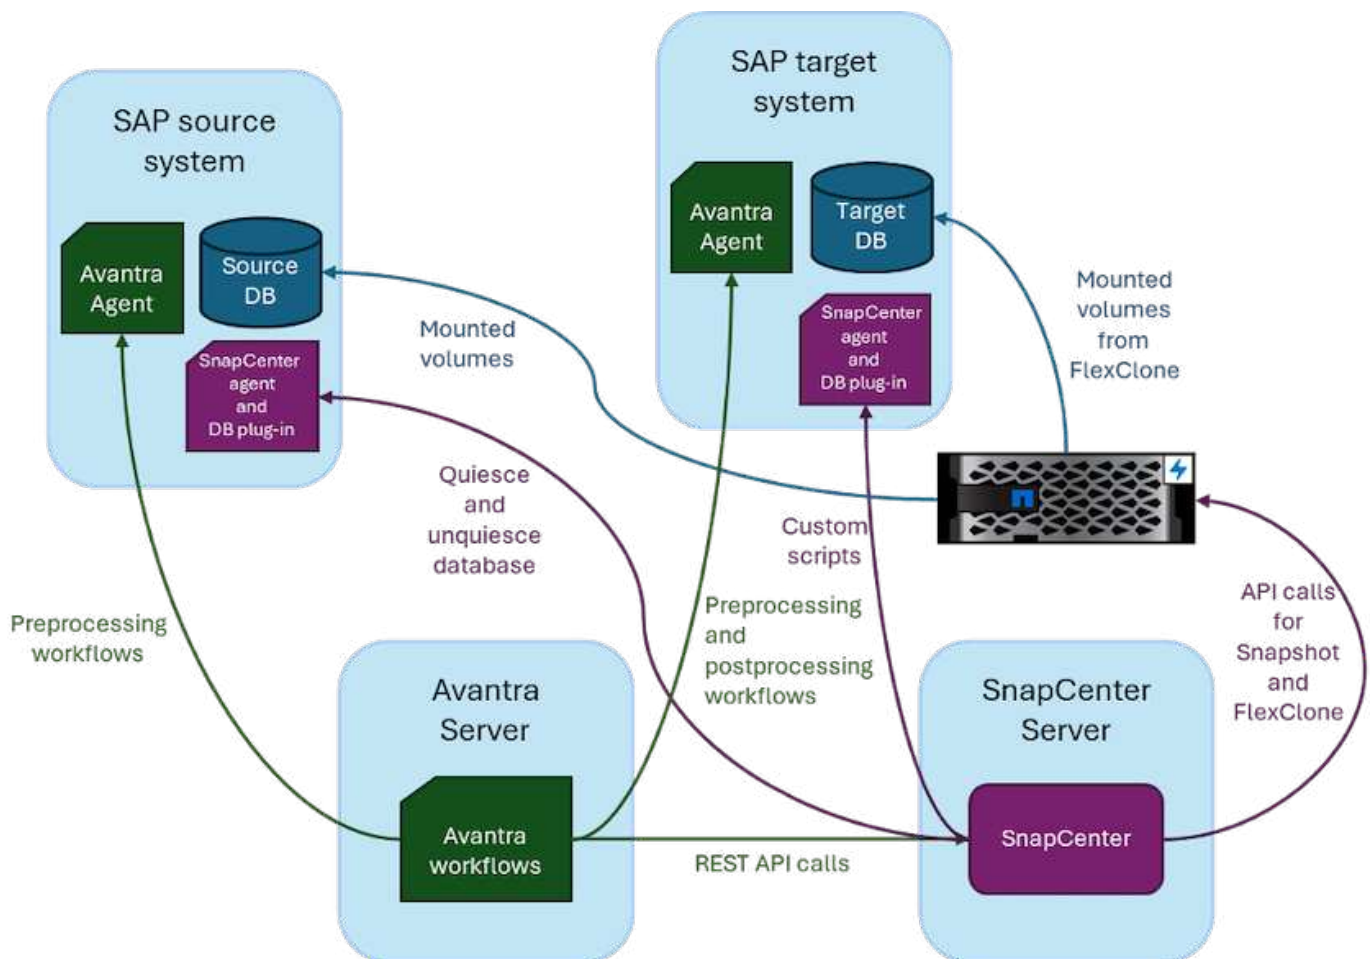 SAP source
system
Avantra
Agent
Source
DB
SnapCenter
agent
and
DB plug-in
SAP target
system
Avantra
Agent
Target
DB
SnapCenter
agent
and
DB plug-in
Mounted
volumes
Mounted
volumes
from
FlexClone
Quiesce
and
unquiesce
database
Custom
scripts
Preprocessing
workflows
Preprocessing
and
postprocessing
workflows
API calls
for
Snapshot
and
FlexClone
Avantra
Server
Avantra
workflows
REST API calls
SnapCenter
Server
SnapCenter